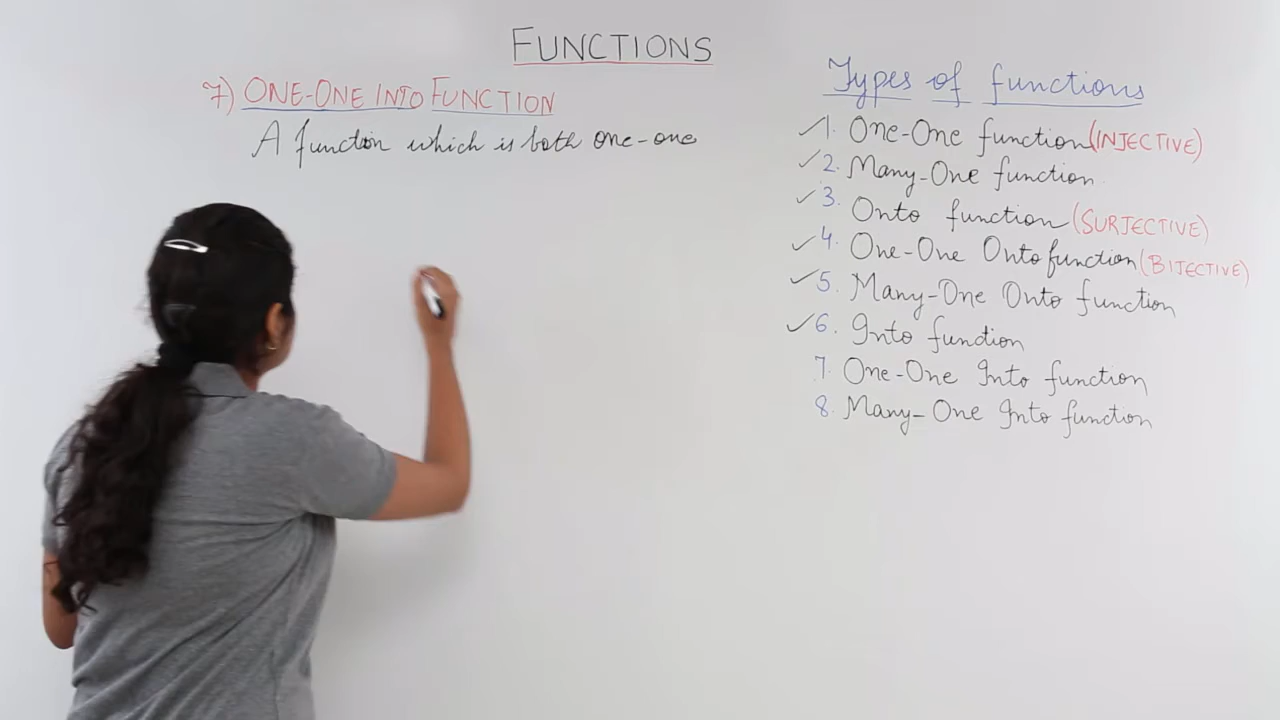 FUNCTIONS
7) ONE-ONE INTO FUNCTION
A function which is both one-one
Types of functions
✓1. One-One function (INJECTIVE)
✓2. Many-One function
✓3. Onto function (SURJECTIVE)
✓4. One-One Onto function (BIJECTIVE)
✓5. Many-One Onto function
✓6. Into function
7. One-One Into function
8. Many-One Into function